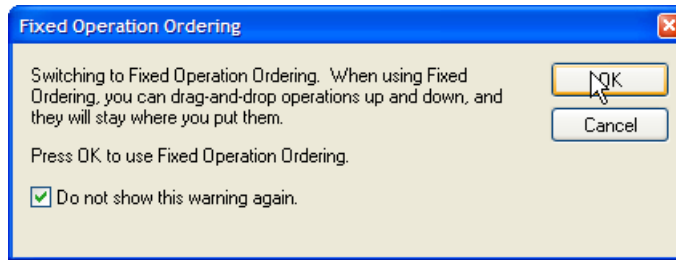 Fixed Operation Ordering
Switching to Fixed Operation Ordering. When using Fixed
Ordering, you can drag-and-drop operations up and down, and
they will stay where you put them.
Press OK to use Fixed Operation Ordering.
Do not show this warning again.
OK
Cancel